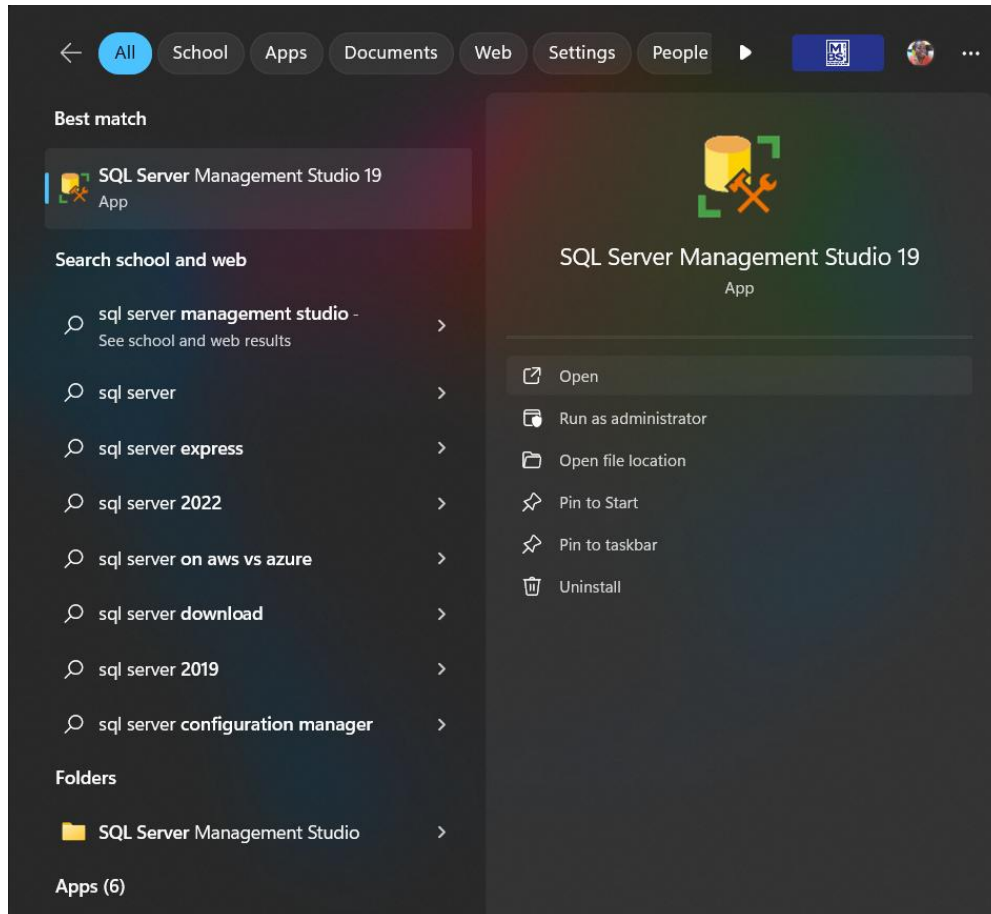 All School Apps Documents Web Settings People
Best match
SQL Server Management Studio 19
App
Search school and web
sql server management studio -
See school and web results
sql server
sql server express
sql server 2022
sql server on aws vs azure
sql server download
sql server 2019
sql server configuration manager
Folders
SQL Server Management Studio
Apps (6)
SQL Server Management Studio 19
App
Open
Run as administrator
Open file location
Pin to Start
Pin to taskbar
Uninstall